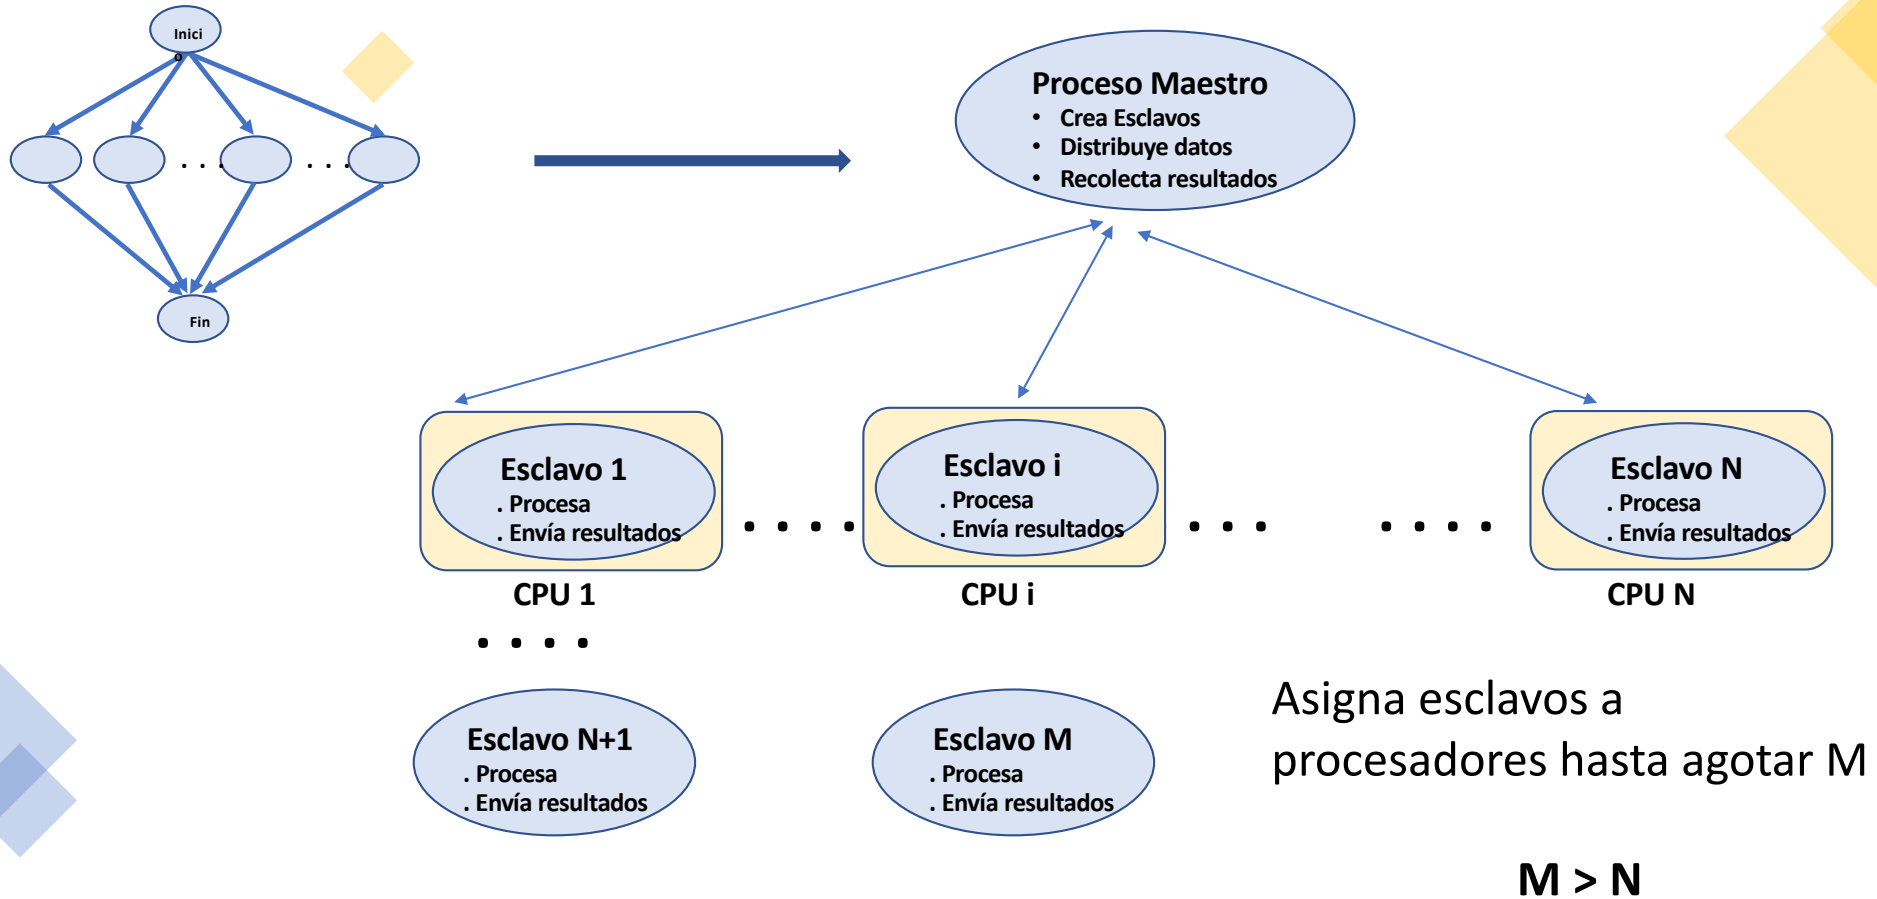 Inici
o
Fin
Proceso Maestro
• Crea Esclavos
• Distribuye datos
• Recolecta resultados
Esclavo 1
. Procesa
. Envía resultados
CPU 1
Esclavo i
. Procesa
. Envía resultados
CPU i
Esclavo N
. Procesa
. Envía resultados
CPU N
Esclavo N+1
. Procesa
. Envía resultados
Esclavo M
. Procesa
. Envía resultados
Asigna esclavos a
procesadores hasta agotar M
M > N